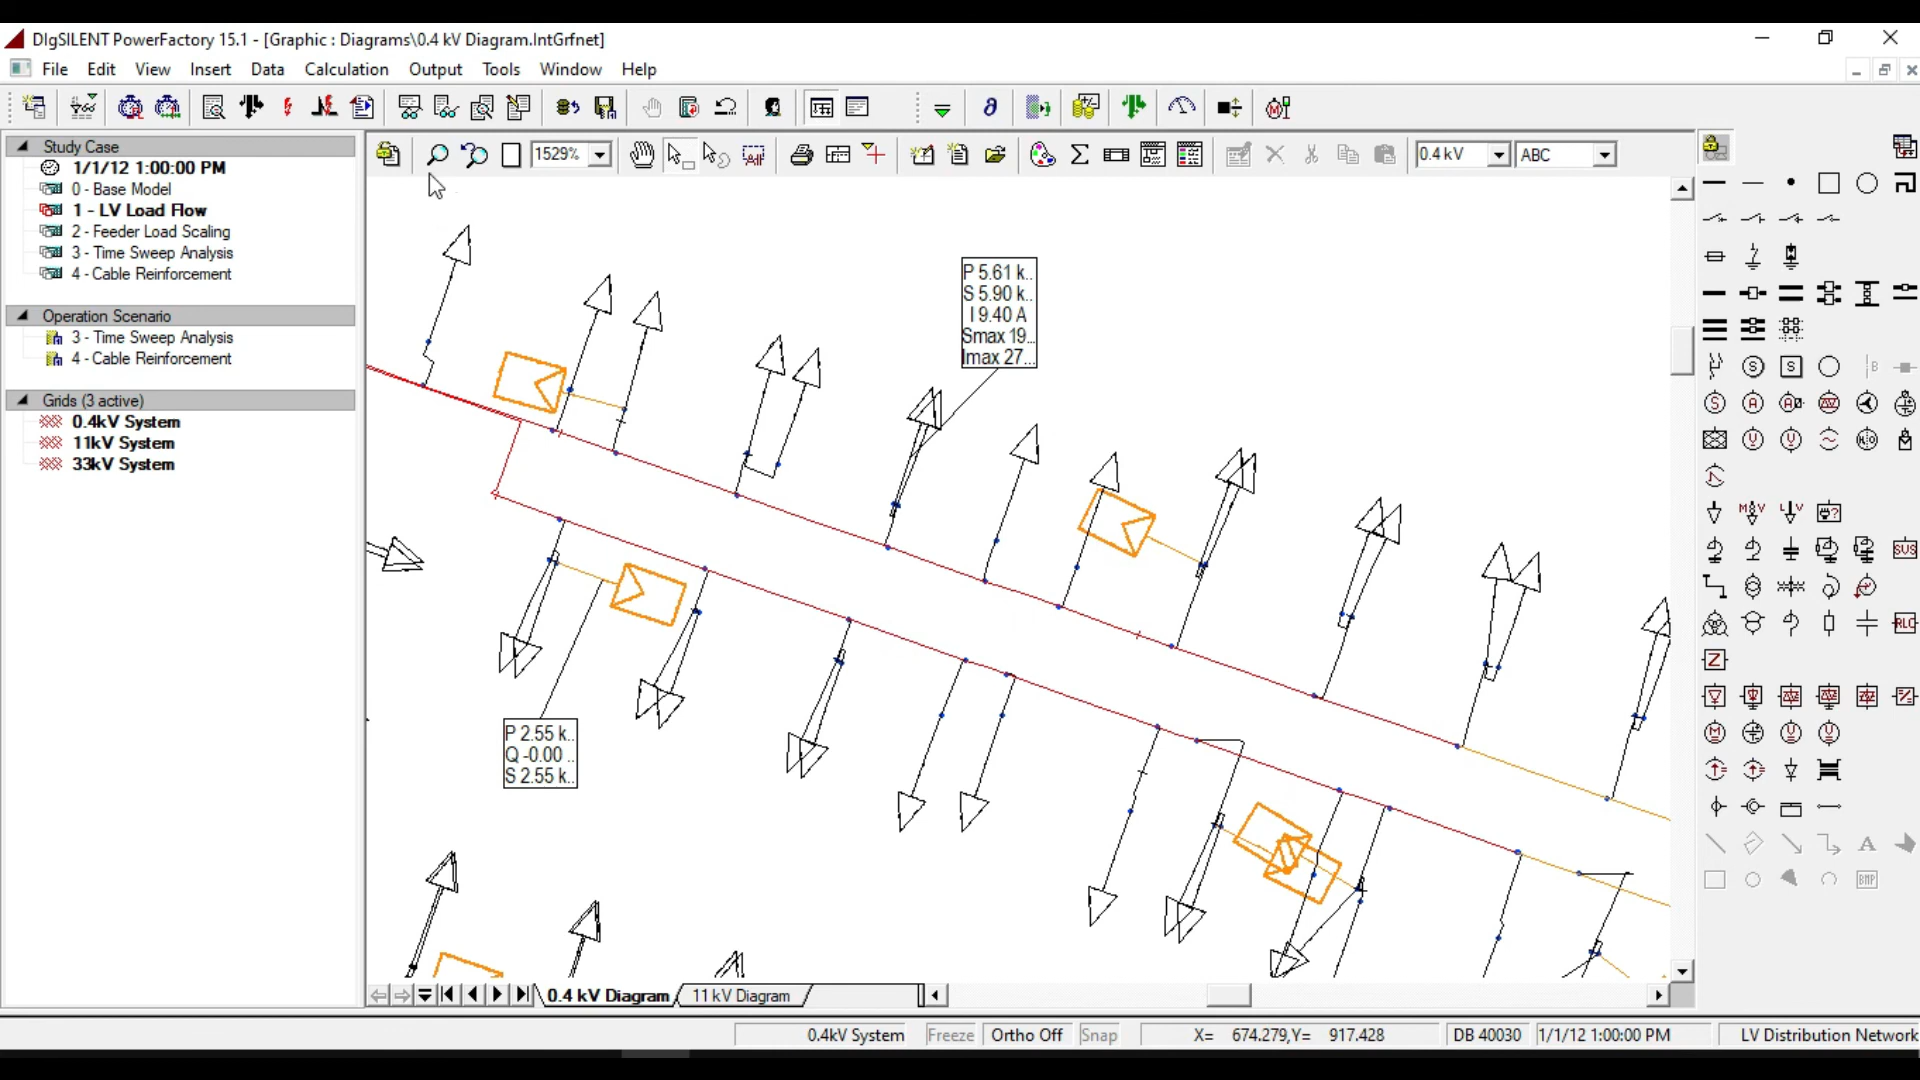 DIgSILENT PowerFactory 15.1 - [Graphic : Diagrams\0.4 kV Diagram.IntGrfnet]
File Edit View Insert Data Calculation Output Tools Window Help
1529%
0.4 kV
ABC
Study Case
1/1/12 1:00:00 PM
0 - Base Model
1 - LV Load Flow
2 - Feeder Load Scaling
3 - Time Sweep Analysis
4 - Cable Reinforcement
Operation Scenario
3 - Time Sweep Analysis
4 - Cable Reinforcement
Grids (3 active)
0.4kV System
11kV System
33kV System
P 5.61 k..
S 5.90 k..
I 9.40 A
Smax 19...
Imax 27...
P 2.55 k..
Q -0.00 ..
S 2.55 k..
SVS
RLC
BMP
0.4 kV Diagram
11 kV Diagram
0.4kV System Freeze Ortho Off Snap X= 674.279,Y= 917.428 DB 40030 1/1/12 1:00:00 PM LV Distribution Network